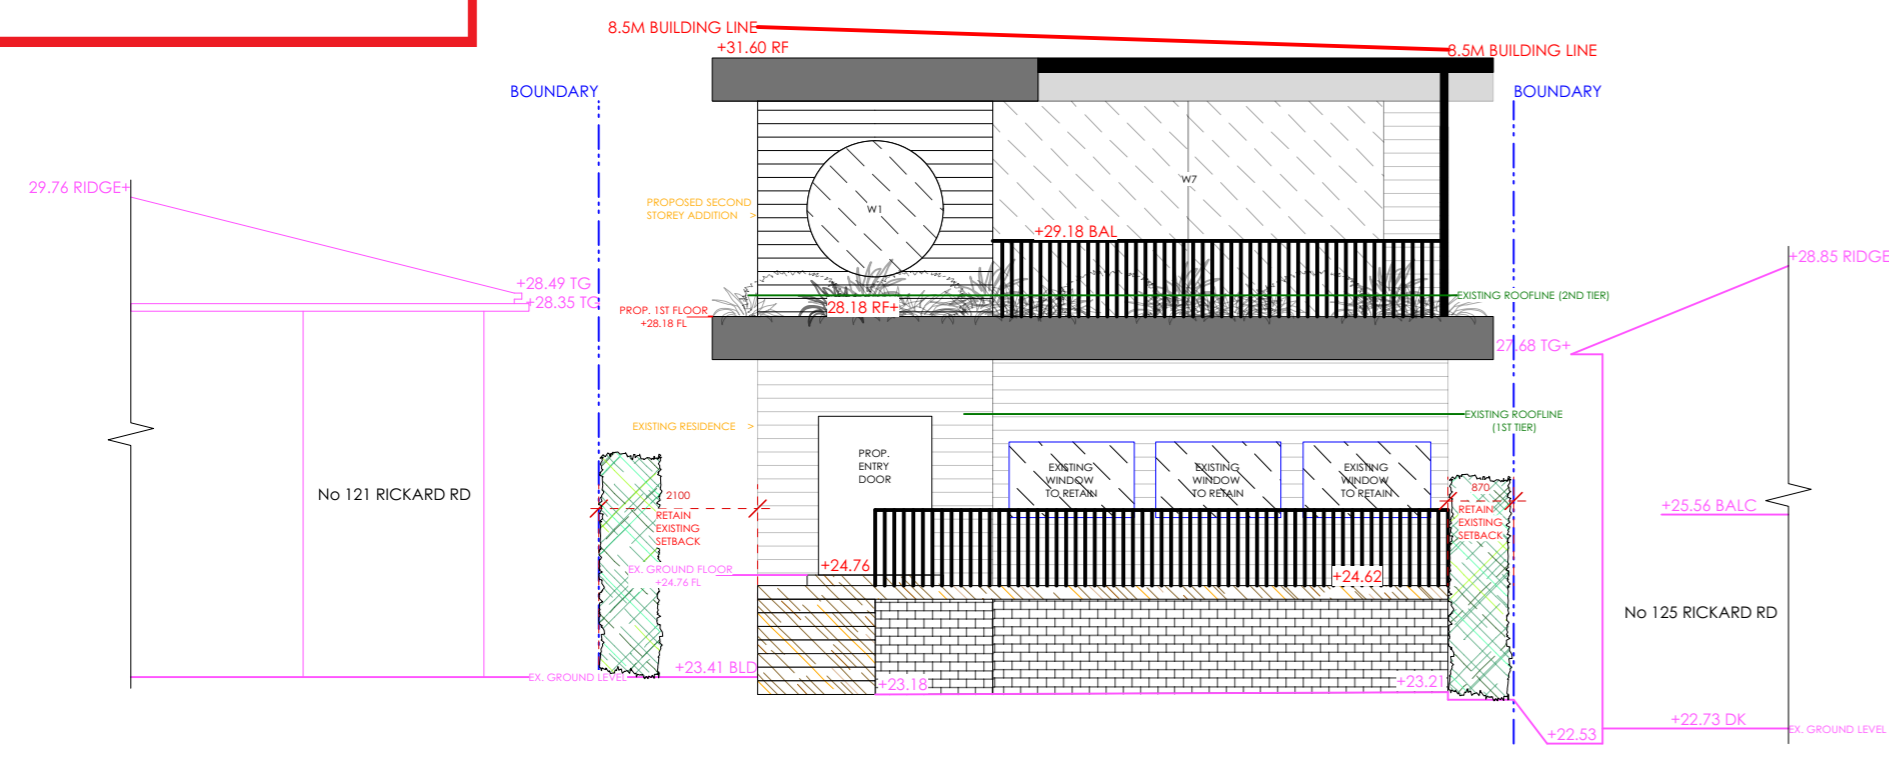 8.5M BUILDING LINE
+31.60 RF
8.5M BUILDING LINE
BOUNDARY
BOUNDARY
29.76 RIDGE+
PROPOSED SECOND
STOREY ADDITION >
W1
W7
+29.18 BAL
+28.85 RIDGE
+28.49 TG
+28.35 TG
PROP. 1ST FLOOR
+28.18 FL
28.18 RF+
EXISTING ROOFLINE (2ND TIER)
27.68 TG+
EXISTING RESIDENCE >
EXISTING ROOFLINE
(1ST TIER)
PROP.
ENTRY
DOOR
EXISTING
WINDOW
TO RETAIN
EXISTING
WINDOW
TO RETAIN
EXISTING
WINDOW
TO RETAIN
No 121 RICKARD RD
2100
RETAIN
EXISTING
SETBACK
870
RETAIN
EXISTING
SETBACK
+25.56 BALC
EX. GROUND FLOOR
+24.76 FL
+24.76
+24.62
No 125 RICKARD RD
EX. GROUND LEVEL
+23.41 BLD
+23.18
+23.21
+22.53
+22.73 DK
EX. GROUND LEVEL